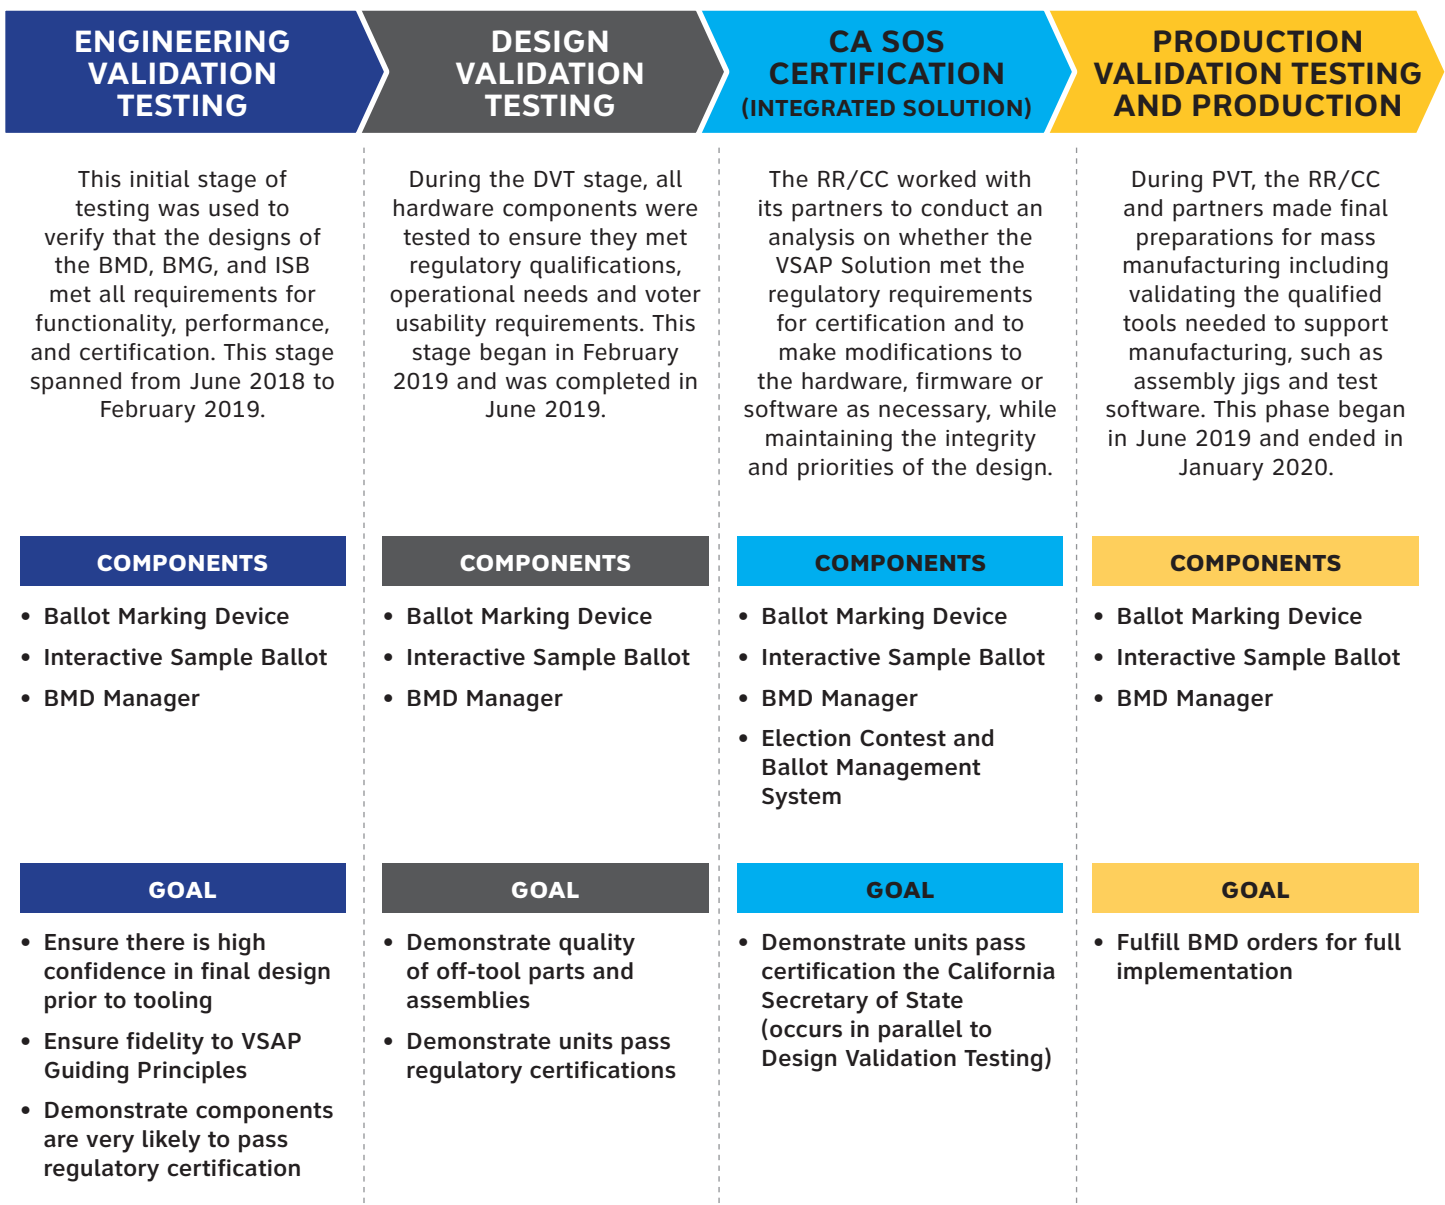 ENGINEERING
VALIDATION
TESTING
This initial stage of
testing was used to
verify that the designs of
the BMD, BMG, and ISB
met all requirements for
functionality, performance,
and certification. This stage
spanned from June 2018 to
February 2019.
COMPONENTS
• Ballot Marking Device
• Interactive Sample Ballot
• BMD Manager
GOAL
• Ensure there is high
confidence in final design
prior to tooling
• Ensure fidelity to VSAP
Guiding Principles
• Demonstrate components
are very likely to pass
regulatory certification
DESIGN
VALIDATION
TESTING
During the DVT stage, all
hardware components were
tested to ensure they met
regulatory qualifications,
operational needs and voter
usability requirements. This
stage began in February
2019 and was completed in
June 2019.
COMPONENTS
• Ballot Marking Device
• Interactive Sample Ballot
• BMD Manager
GOAL
• Demonstrate quality
of off-tool parts and
assemblies
• Demonstrate units pass
regulatory certifications
CA SOS
CERTIFICATION
(INTEGRATED SOLUTION)
The RR/CC worked with
its partners to conduct an
analysis on whether the
VSAP Solution met the
regulatory requirements
for certification and to
make modifications to
the hardware, firmware or
software as necessary, while
maintaining the integrity
and priorities of the design.
COMPONENTS
• Ballot Marking Device
• Interactive Sample Ballot
• BMD Manager
• Election Contest and
Ballot Management
System
GOAL
• Demonstrate units pass
certification the California
Secretary of State
(occurs in parallel to
Design Validation Testing)
PRODUCTION
VALIDATION TESTING
AND PRODUCTION
During PVT, the RR/CC
and partners made final
preparations for mass
manufacturing including
validating the qualified
tools needed to support
manufacturing, such as
assembly jigs and test
software. This phase began
in June 2019 and ended in
January 2020.
COMPONENTS
• Ballot Marking Device
• Interactive Sample Ballot
• BMD Manager
GOAL
• Fulfill BMD orders for full
implementation